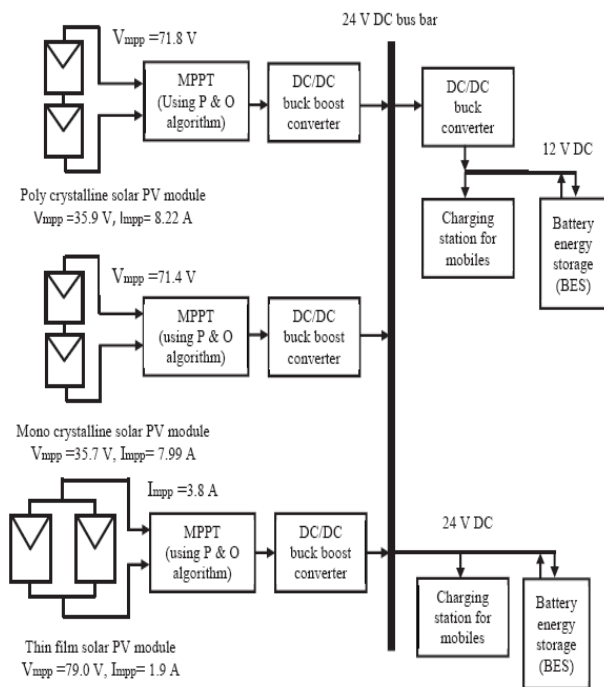 24 V DC bus bar
Vmpp =71.8 V
MPPT
(Using P & O
algorithm)
DC/DC
buck boost
converter
DC/DC
buck
converter
12 V DC
Poly crystalline solar PV module
Vmpp =35.9 V, Impp= 8.22 A
Charging
station for
mobiles
Battery
energy
storage
(BES)
Vmpp =71.4 V
MPPT
(using P & O
algorithm)
DC/DC
buck boost
converter
Mono crystalline solar PV module
Vmpp =35.7 V, Impp= 7.99 A
Impp =3.8 A
MPPT
(using P & O
algorithm)
DC/DC
buck boost
converter
24 V DC
Charging
station for
mobiles
Battery
energy
storage
(BES)
Thin film solar PV module
Vmpp =79.0 V, Impp= 1.9 A